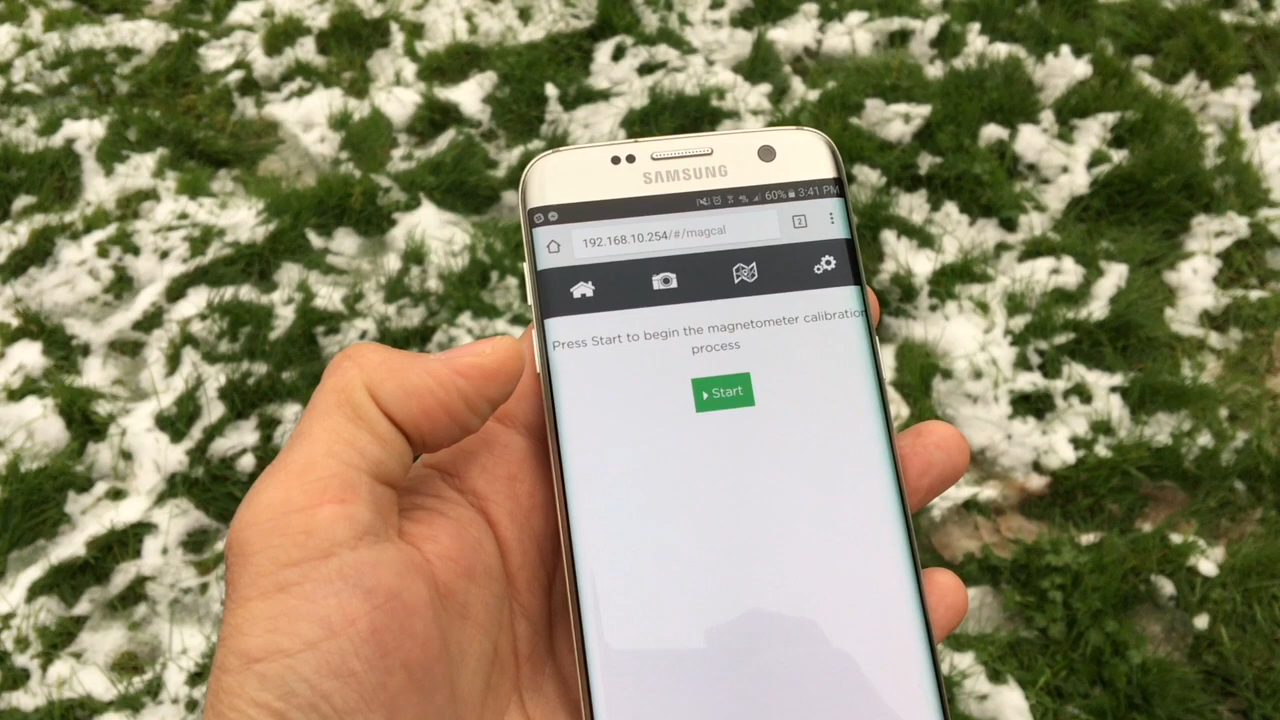 SAMSUNG
60% 3:41 PM
192.168.10.254/#/magcal
2
Press Start to begin the magnetometer calibration
process
Start